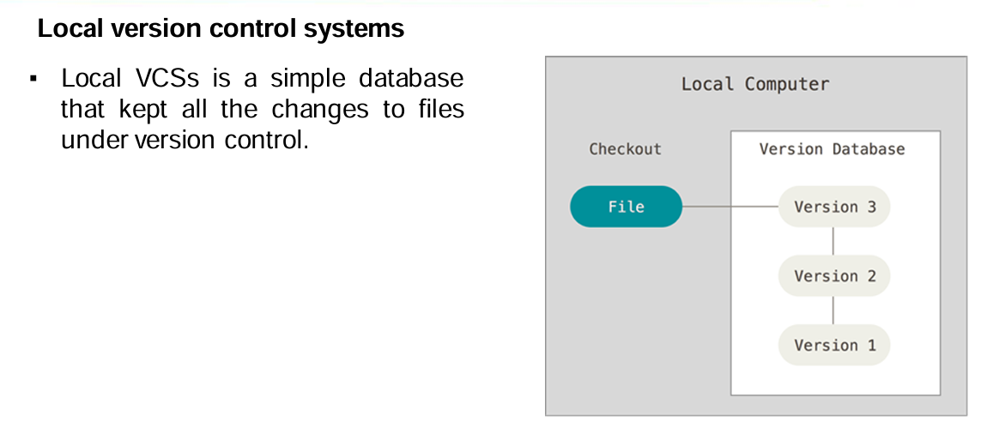 Local version control systems
▪ Local VCSs is a simple database
that kept all the changes to files
under version control.
Local Computer
Checkout
Version Database
File
Version 3
Version 2
Version 1